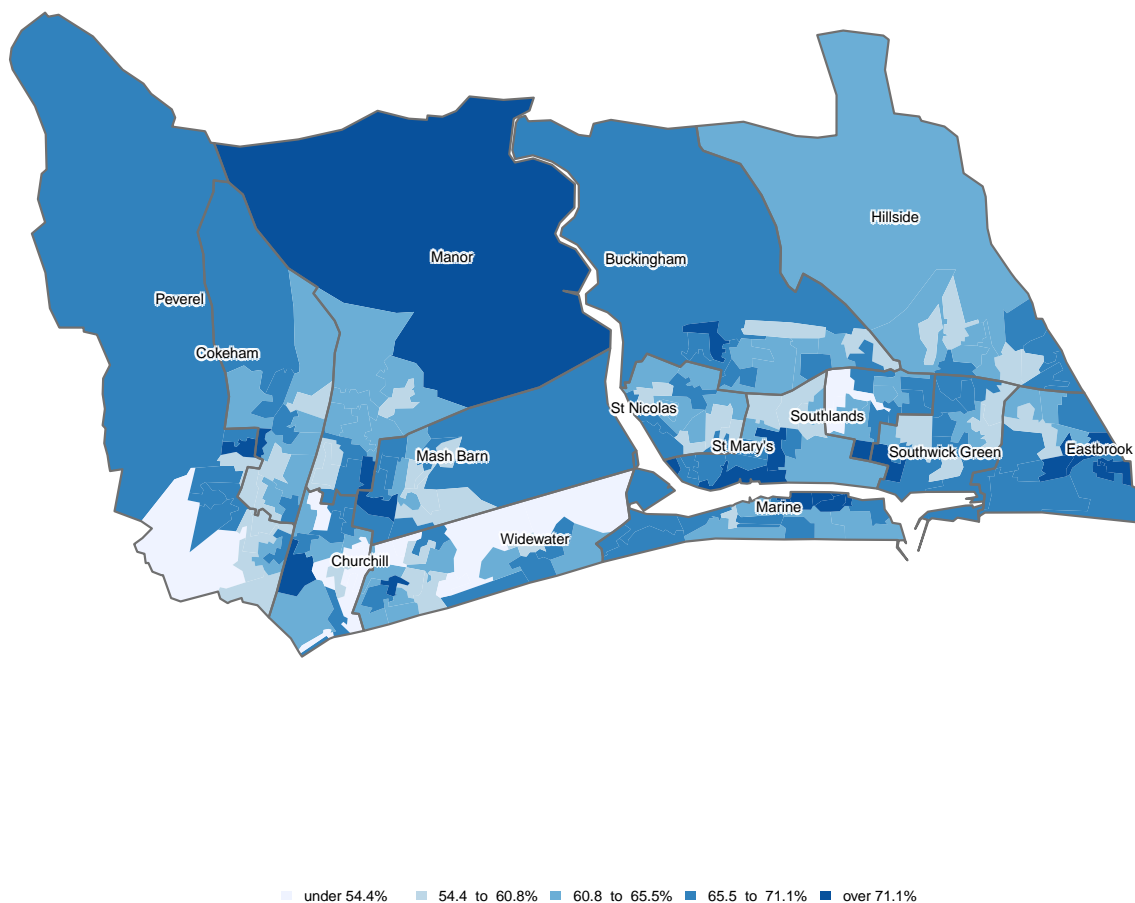 Hillside
Manor
Buckingham
Peverel
Cokeham
St Nicolas
Southlands
St Mary's
Mash Barn
Southwick Green
Eastbrook
Marine
Widewater
Churchill
under 54.4%
54.4 to 60.8%
60.8 to 65.5%
65.5 to 71.1%
over 71.1%